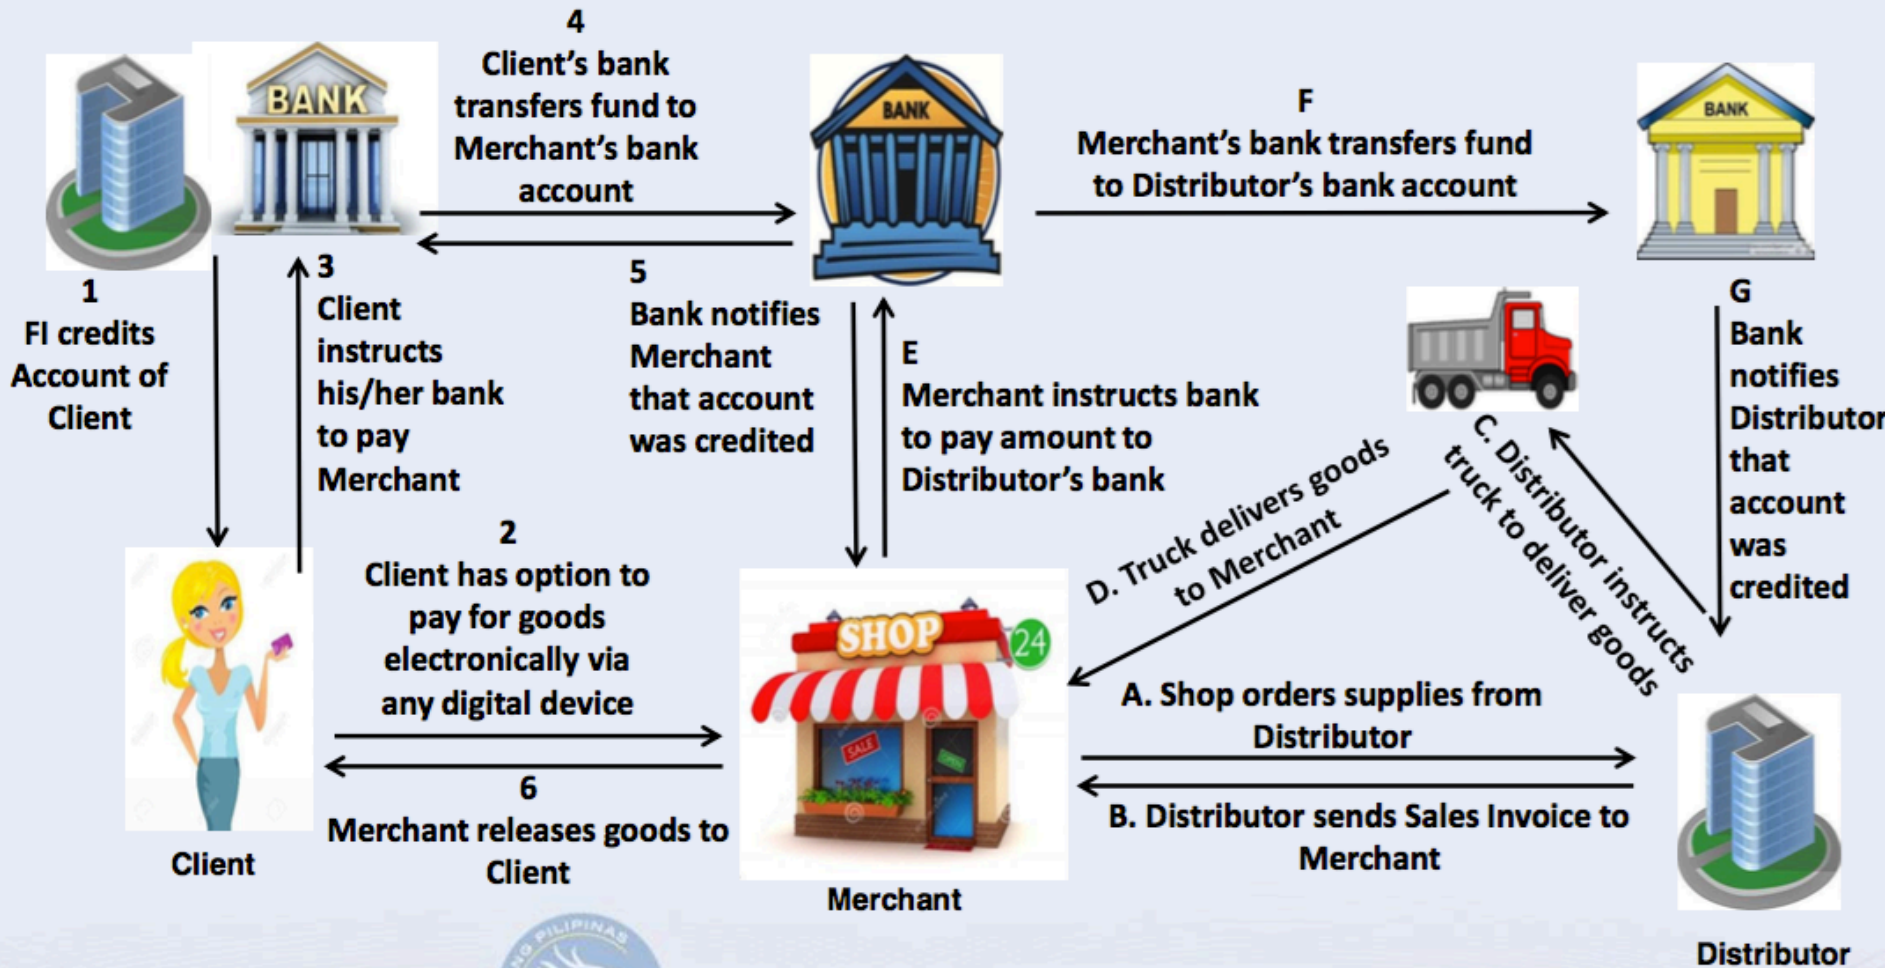 4
Client's bank
transfers fund to
Merchant's bank
account
BANK
BANK
F
Merchant's bank transfers fund
to Distributor's bank account
BANK
1
FI credits
Account of
Client
3
Client
instructs
his/her bank
to pay
Merchant
5
Bank notifies
Merchant
that account
was credited
E
Merchant instructs bank
to pay amount to
Distributor's bank
G
Bank
notifies
Distributor
that
account
was
credited
C. Distributor instructs
truck to deliver goods
D. Truck delivers goods
to Merchant
2
Client has option to
pay for goods
electronically via
any digital device
SHOP
24
SALE
A. Shop orders supplies from
Distributor
6
Merchant releases goods to
Client
B. Distributor sends Sales Invoice to
Merchant
Client
Merchant
Distributor
NG PILIPINAS